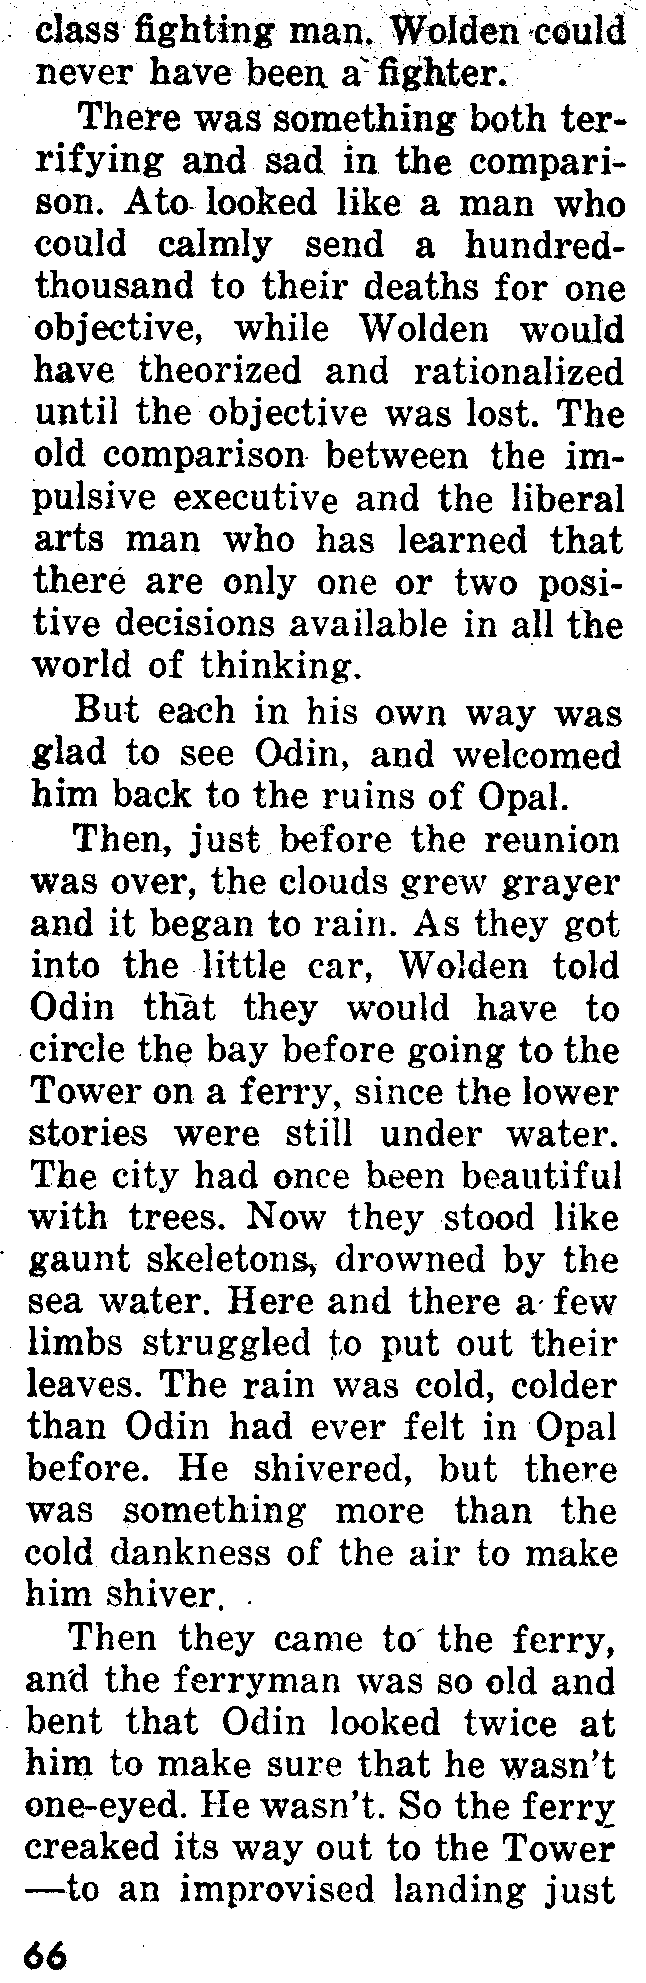 class fighting man. Wolden could
never have been a fighter.
There was something both ter-
rifying and sad in the compari-
son. Ato looked like a man who
could calmly send a hundred-
thousand to their deaths for one
objective, while Wolden would
have theorized and rationalized
until the objective was lost. The
old comparison between the im-
pulsive executive and the liberal
arts man who has learned that
there are only one or two posi-
tive decisions available in all the
world of thinking.
But each in his own way was
glad to see Odin, and welcomed
him back to the ruins of Opal.
Then, just before the reunion
was over, the clouds grew grayer
and it began to rain. As they got
into the little car, Wolden told
Odin that they would have to
circle the bay before going to the
Tower on a ferry, since the lower
stories were still under water.
The city had once been beautiful
with trees. Now they stood like
gaunt skeletons, drowned by the
sea water. Here and there a few
limbs struggled to put out their
leaves. The rain was cold, colder
than Odin had ever felt in Opal
before. He shivered, but there
was something more than the
cold dankness of the air to make
him shiver.
Then they came to the ferry,
and the ferryman was so old and
bent that Odin looked twice at
him to make sure that he wasn't
one-eyed. He wasn't. So the ferry
creaked its way out to the Tower
—to an improvised landing just
66